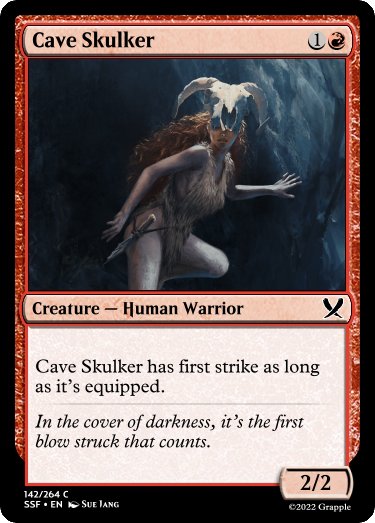 Cave Skulker 1
Creature — Human Warrior
Cave Skulker has first strike as long
as it's equipped.
In the cover of darkness, it's the first
blow struck that counts.
2/2
142/264 C
SSF • EN Sue Jang
©2022 Grapple